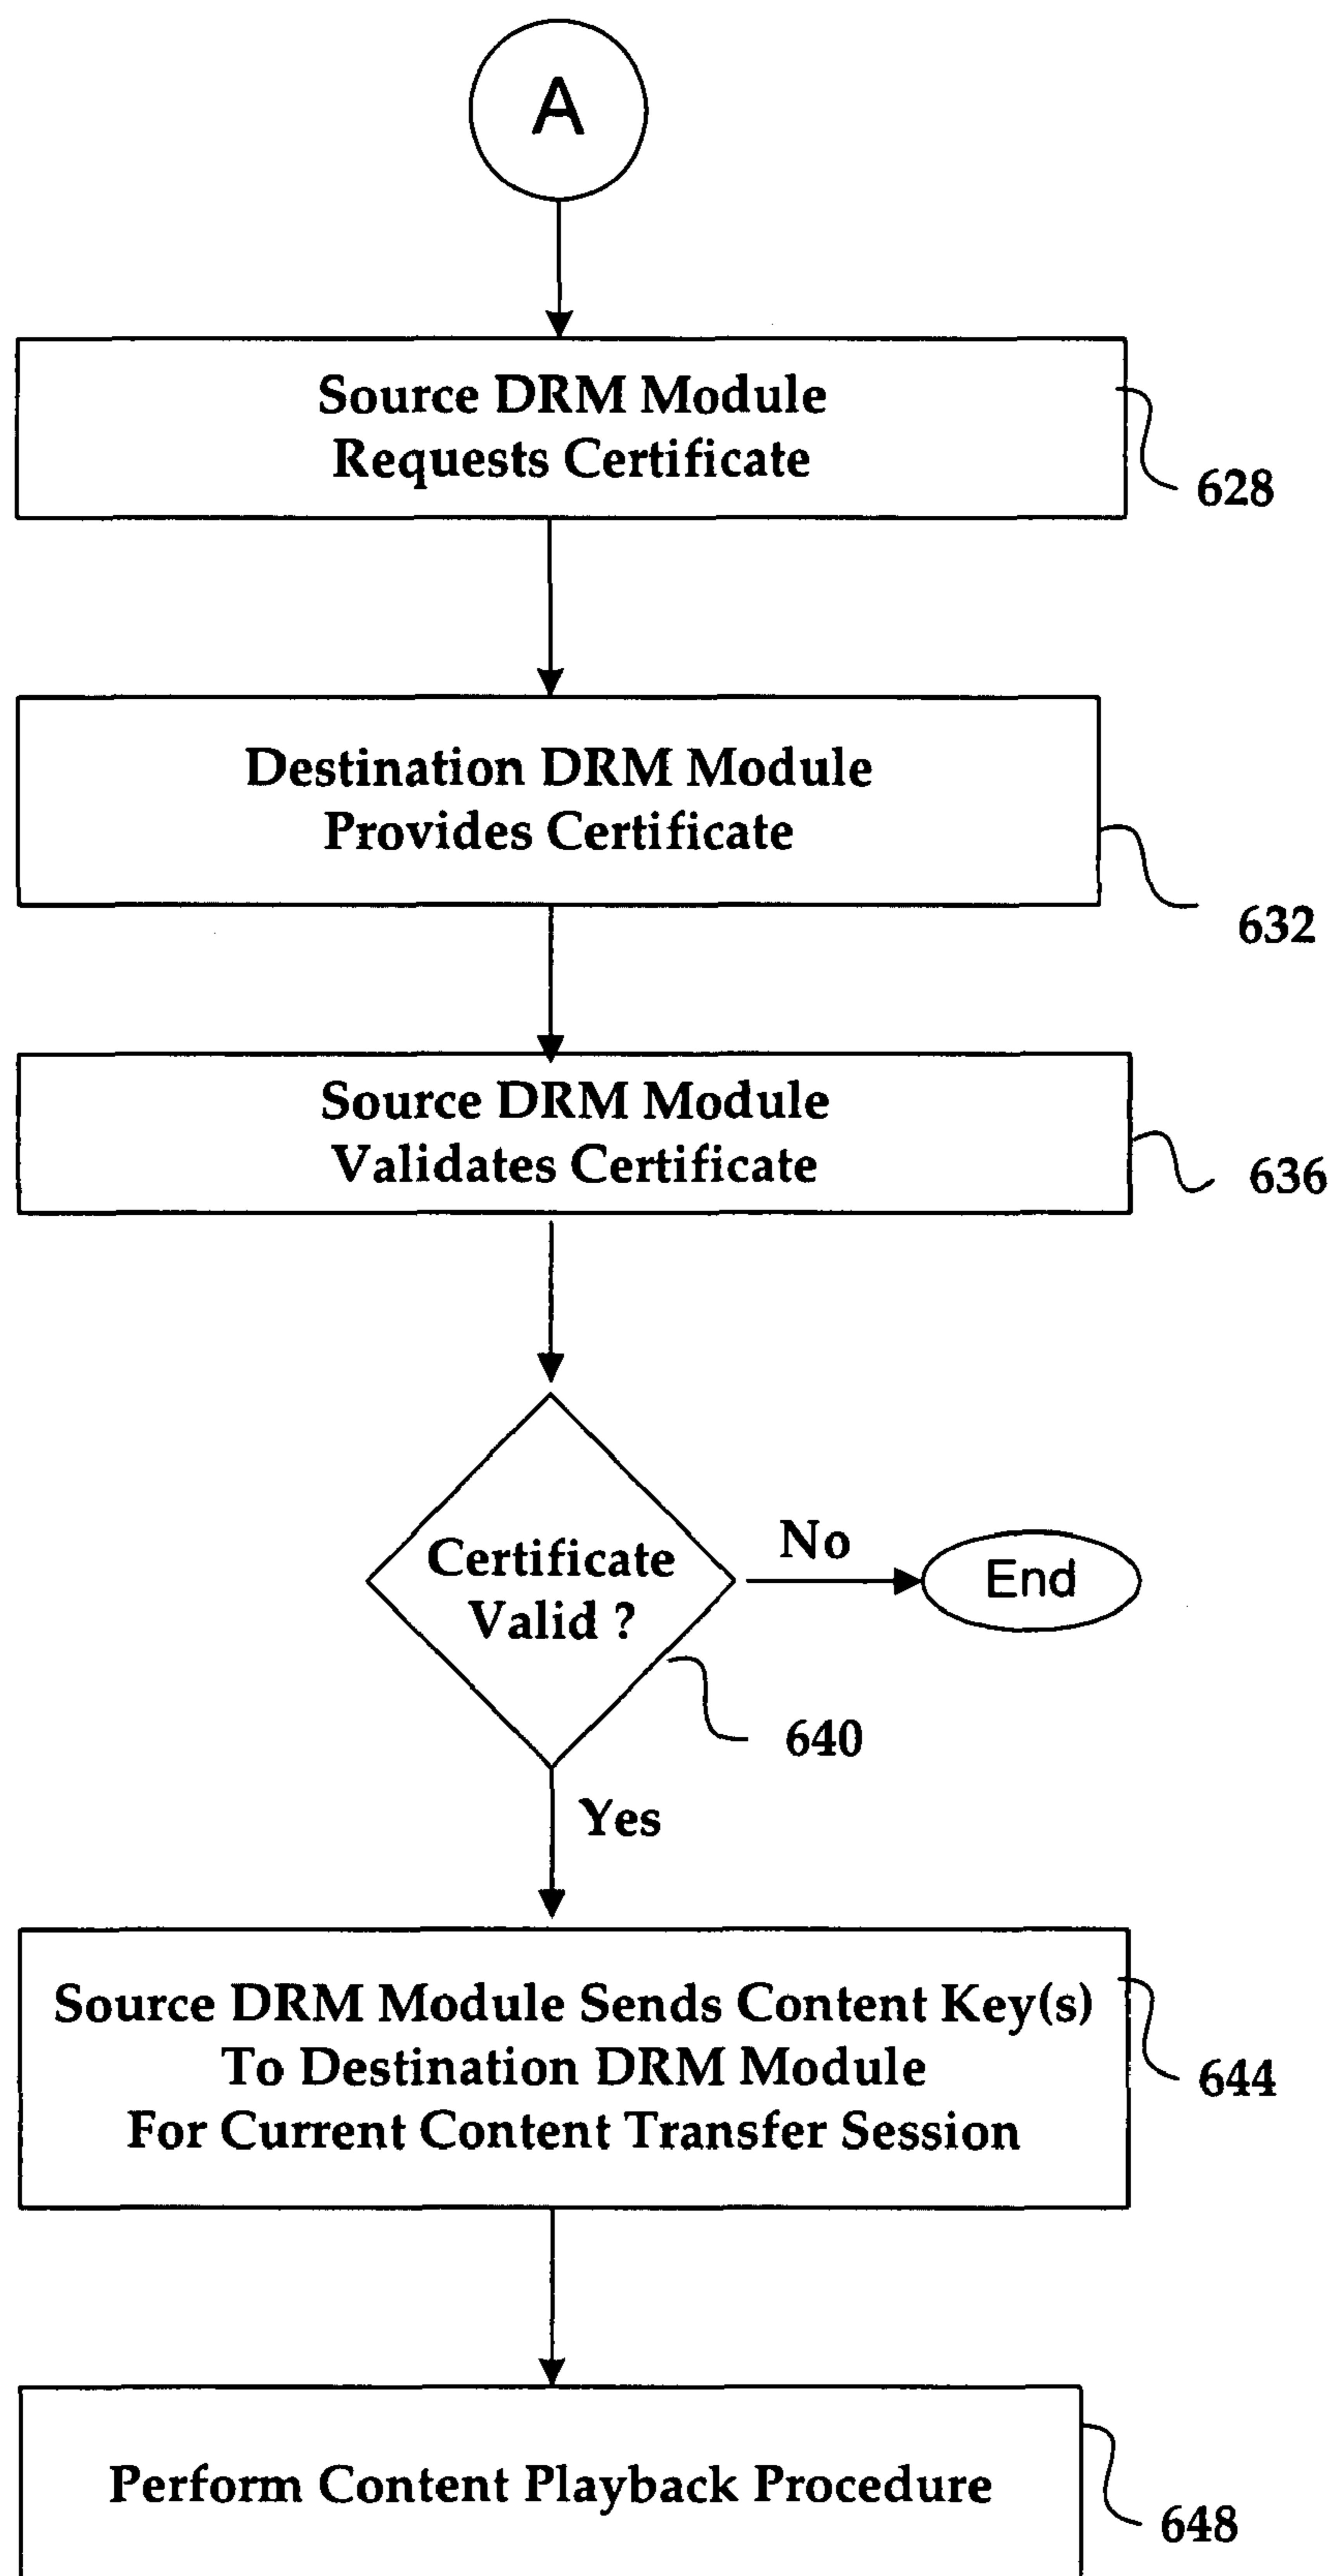 A
Source DRM Module
Requests Certificate
628
Destination DRM Module
Provides Certificate
632
Source DRM Module
Validates Certificate
636
Certificate
Valid ?
No
End
640
Yes
Source DRM Module Sends Content Key(s)
To Destination DRM Module
For Current Content Transfer Session
644
Perform Content Playback Procedure
648